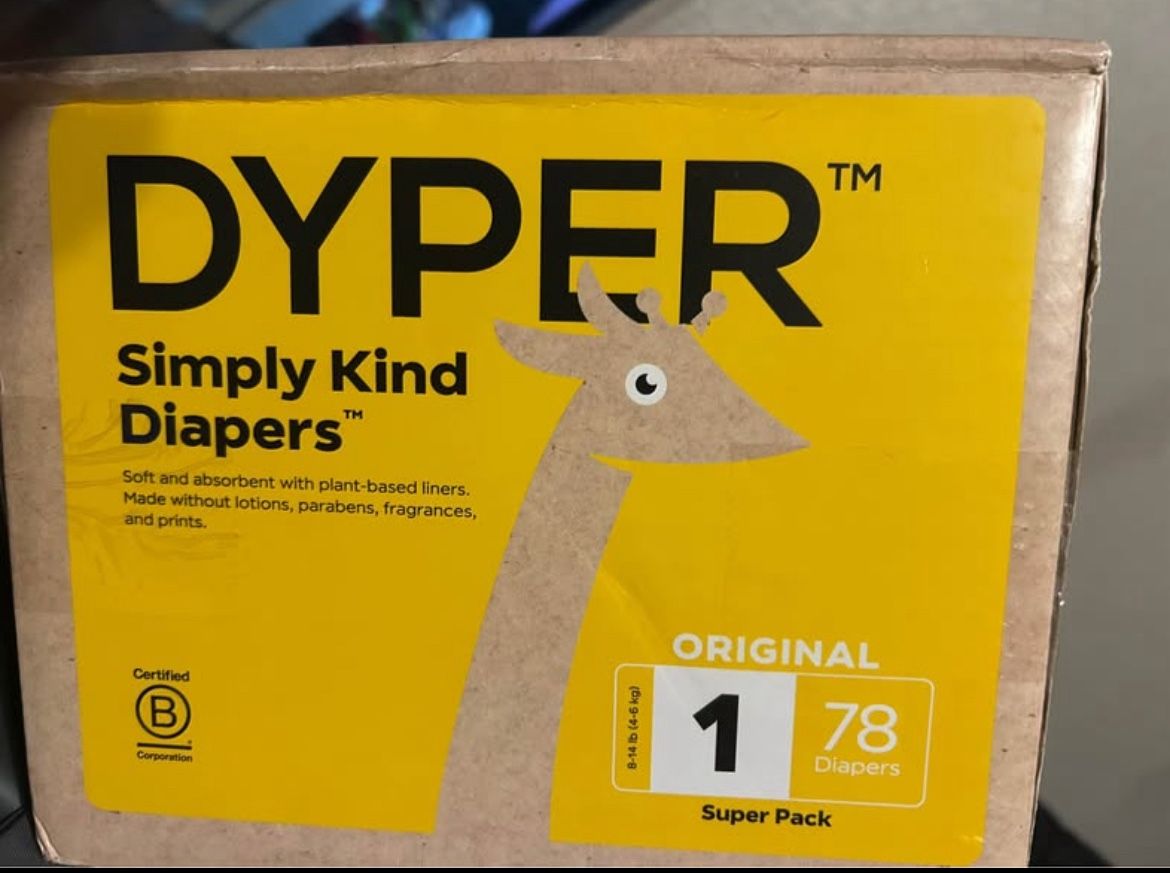 DYPER™
Simply Kind
Diapers™
Soft and absorbent with plant-based liners.
Made without lotions, parabens, fragrances,
and prints.
Certified
B
Corporation
ORIGINAL
8-14 lb (4-6 kg)
1
78
Diapers
Super Pack